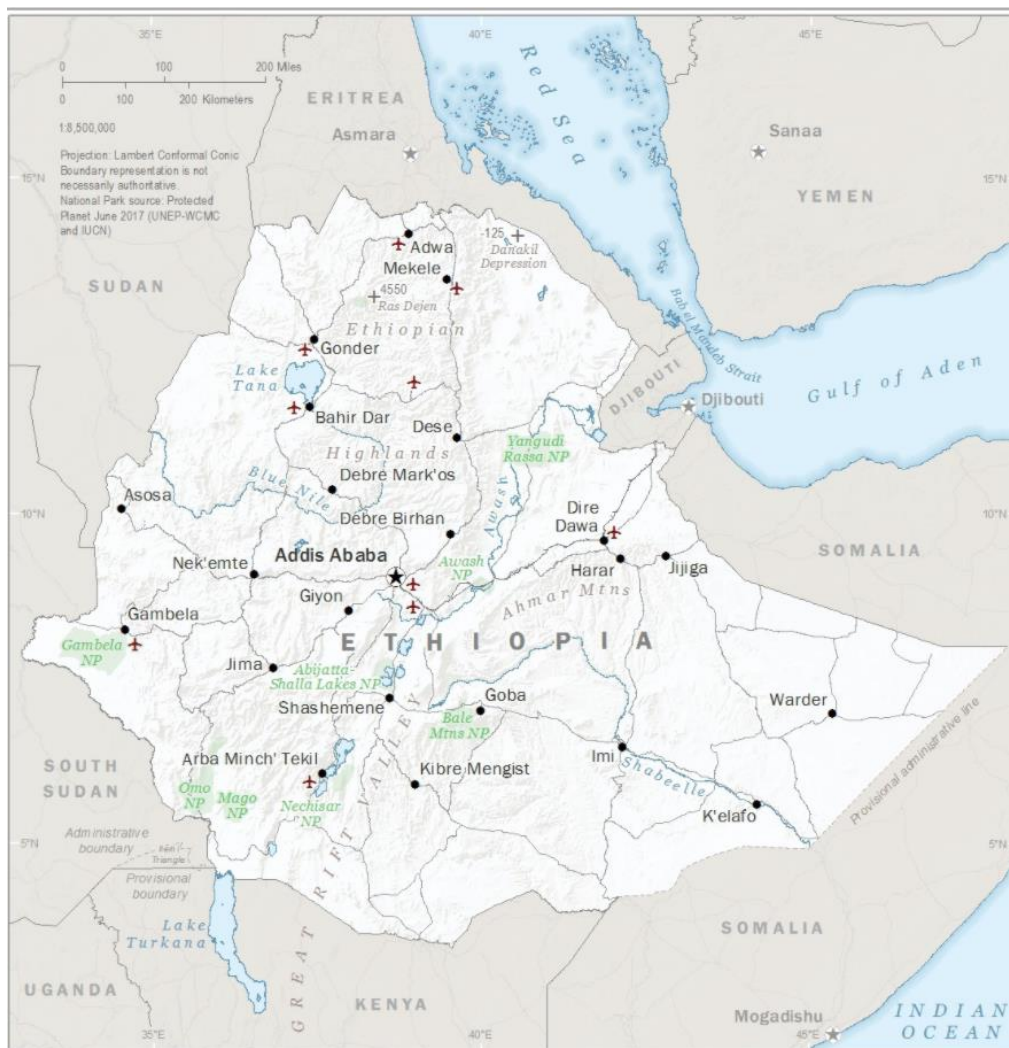 35°E
40°E
45°E
0 100 200 Miles
0 100 200 Kilometers
1:8,500,000
Projection: Lambert Conformal Conic
Boundary representation is not
necessarily authoritative.
National Park source: Protected
Planet June 2017 (UNEP-WCMC
and IUCN)
ERITREA
Asmara
Red Sea
Sanaa
15°N
15°N
YEMEN
SUDAN
Adwa
-125
Danakil
Depression
Mekele
4550
Ras Dejen
Ethiopian
Gonder
Bab el Mandeb Strait
Lake
Tana
Gulf of Aden
DJIBOUTI
Djibouti
Bahir Dar
Dese
Highlands
Yangudi
Rassa NP
Debre Mark'os
Blue Nile
Awash
Asosa
10°N
10°N
Debre Birhan
Dire
Dawa
SOMALIA
Addis Ababa
Nek'emte
Awash
NP
Harar
Jijiga
Giyon
Ahmar Mtns
Gambela
ETHIOPIA
Gambela
NP
Jima
Abijatta-
Shalla Lakes NP
Shashemene
Goba
Warder
Bale
Mtns NP
Arba Minch' Tekil
Imi
Shabeelle
Kibre Mengist
SOUTH
SUDAN
Omo
NP
Mago
NP
Nechisar
NP
K'elafo
Provisional administrative line
GREAT RIFT VALLEY
Administrative
boundary
5°N
5°N
Ilemi
Triangle
Provisional
boundary
Lake
Turkana
SOMALIA
UGANDA
KENYA
Mogadishu
INDIAN
OCEAN
35°E
40°E
45°E